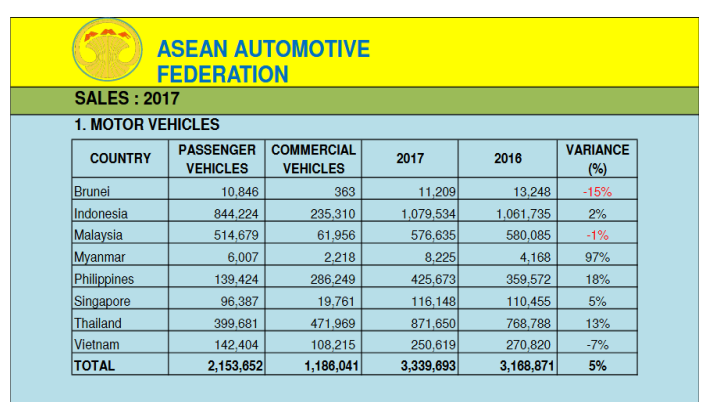 ASEAN AUTOMOTIVE
FEDERATION
SALES : 2017
1. MOTOR VEHICLES
COUNTRY PASSENGER VEHICLES COMMERCIAL VEHICLES 2017 2016 VARIANCE (%)
Brunei 10,846 363 11,209 13,248 -15%
Indonesia 844,224 235,310 1,079,534 1,061,735 2%
Malaysia 514,679 61,956 576,635 580,085 -1%
Myanmar 6,007 2,218 8,225 4,168 97%
Philippines 139,424 286,249 425,673 359,572 18%
Singapore 96,387 19,761 116,148 110,455 5%
Thailand 399,681 471,969 871,650 768,788 13%
Vietnam 142,404 108,215 250,619 270,820 -7%
TOTAL 2,153,652 1,186,041 3,339,693 3,168,871 5%